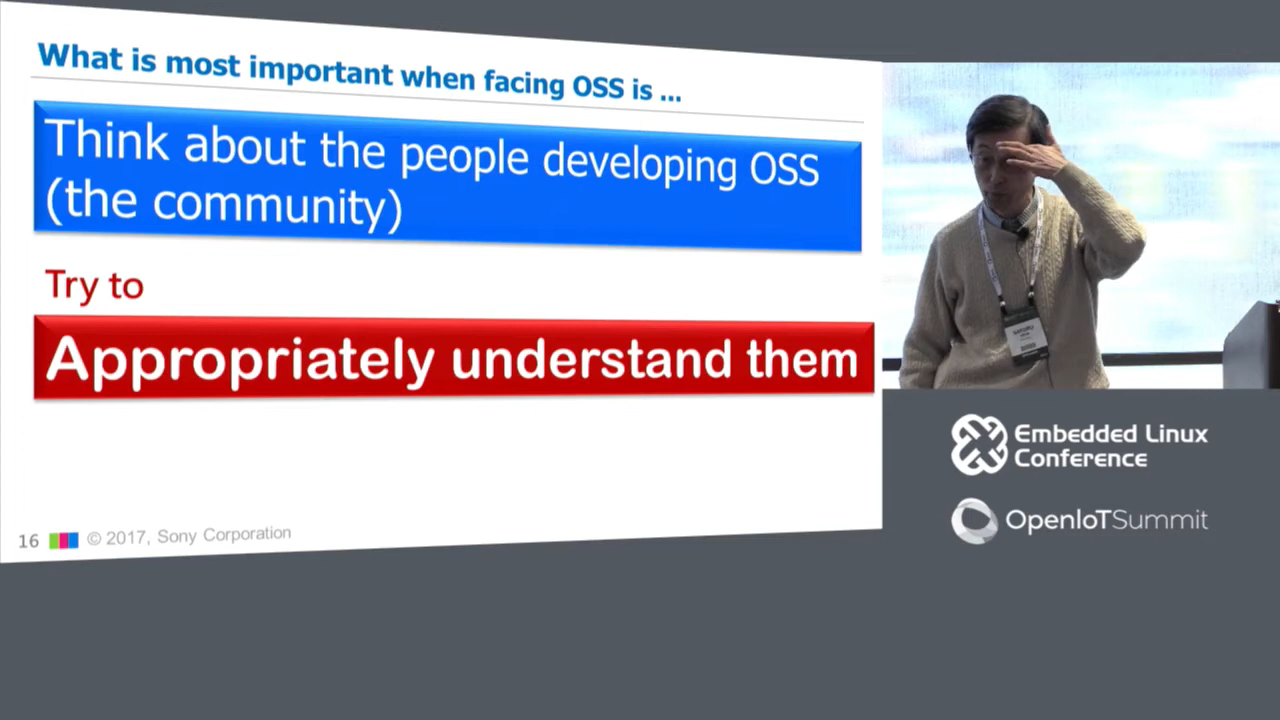 What is most important when facing OSS is ...
Think about the people developing OSS
(the community)
Try to
Appropriately understand them
16
© 2017, Sony Corporation
Embedded Linux
Conference
OpenIoTSummit